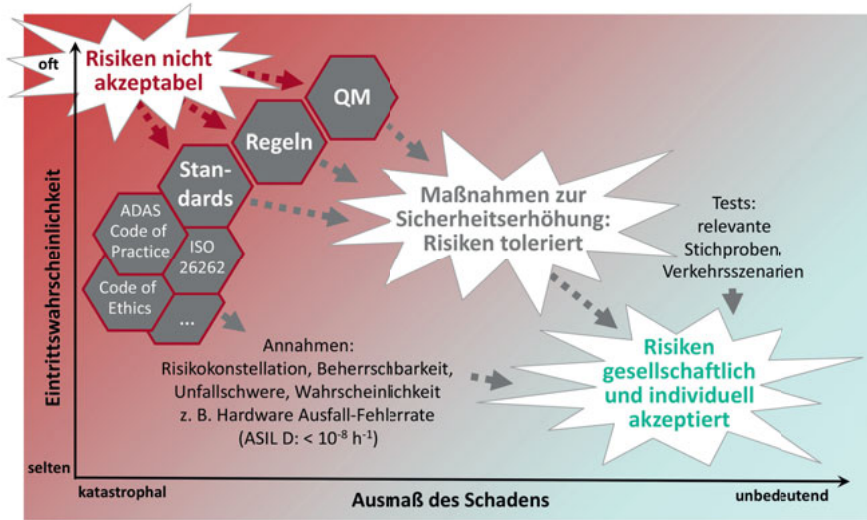 oft
Risiken nicht
akzeptabel
QM
Regeln
Stan-
dards
ADAS
Code of
Practice
ISO
26262
Code of
Ethics
...
Maßnahmen zur
Sicherheitserhöhung:
Risiken toleriert
Tests:
relevante
Stichproben,
Verkehrsszenarien
Annahmen:
Risikokonstellation, Beherrschbarkeit,
Unfallschwere, Wahrscheinlichkeit
z. B. Hardware Ausfall-Fehlerrate
(ASIL D: < 10⁻⁸ h⁻¹)
Risiken
gesellschaftlich
und individuell
akzeptiert
Eintrittswahrscheinlichkeit
selten
katastrophal
Ausmaß des Schadens
unbedeutend